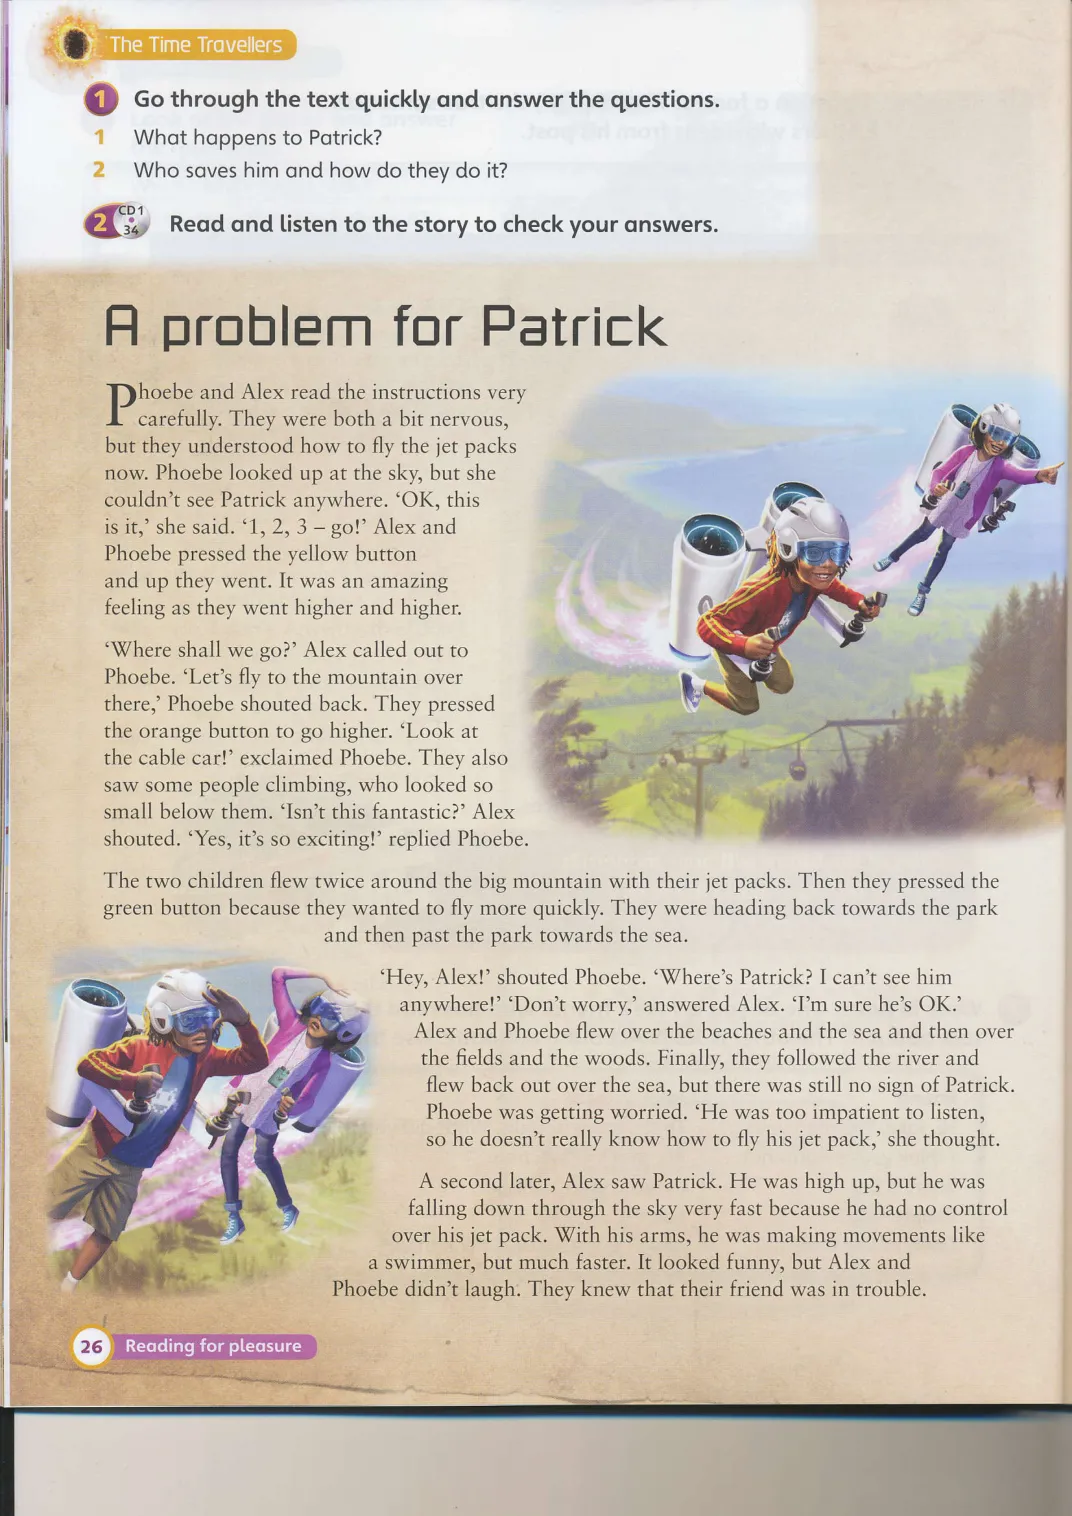 The Time Travellers
1 Go through the text quickly and answer the questions.
1 What happens to Patrick?
2 Who saves him and how do they do it?
2 CD1 34 Read and listen to the story to check your answers.
A problem for Patrick
Phoebe and Alex read the instructions very
carefully. They were both a bit nervous,
but they understood how to fly the jet packs
now. Phoebe looked up at the sky, but she
couldn't see Patrick anywhere. 'OK, this
is it,' she said. '1, 2, 3 – go!' Alex and
Phoebe pressed the yellow button
and up they went. It was an amazing
feeling as they went higher and higher.
'Where shall we go?' Alex called out to
Phoebe. 'Let's fly to the mountain over
there,' Phoebe shouted back. They pressed
the orange button to go higher. 'Look at
the cable car!' exclaimed Phoebe. They also
saw some people climbing, who looked so
small below them. 'Isn't this fantastic?' Alex
shouted. 'Yes, it's so exciting!' replied Phoebe.
The two children flew twice around the big mountain with their jet packs. Then they pressed the
green button because they wanted to fly more quickly. They were heading back towards the park
and then past the park towards the sea.
'Hey, Alex!' shouted Phoebe. 'Where's Patrick? I can't see him
anywhere!' 'Don't worry,' answered Alex. 'I'm sure he's OK.'
Alex and Phoebe flew over the beaches and the sea and then over
the fields and the woods. Finally, they followed the river and
flew back out over the sea, but there was still no sign of Patrick.
Phoebe was getting worried. 'He was too impatient to listen,
so he doesn't really know how to fly his jet pack,' she thought.
A second later, Alex saw Patrick. He was high up, but he was
falling down through the sky very fast because he had no control
over his jet pack. With his arms, he was making movements like
a swimmer, but much faster. It looked funny, but Alex and
Phoebe didn't laugh. They knew that their friend was in trouble.
26 Reading for pleasure